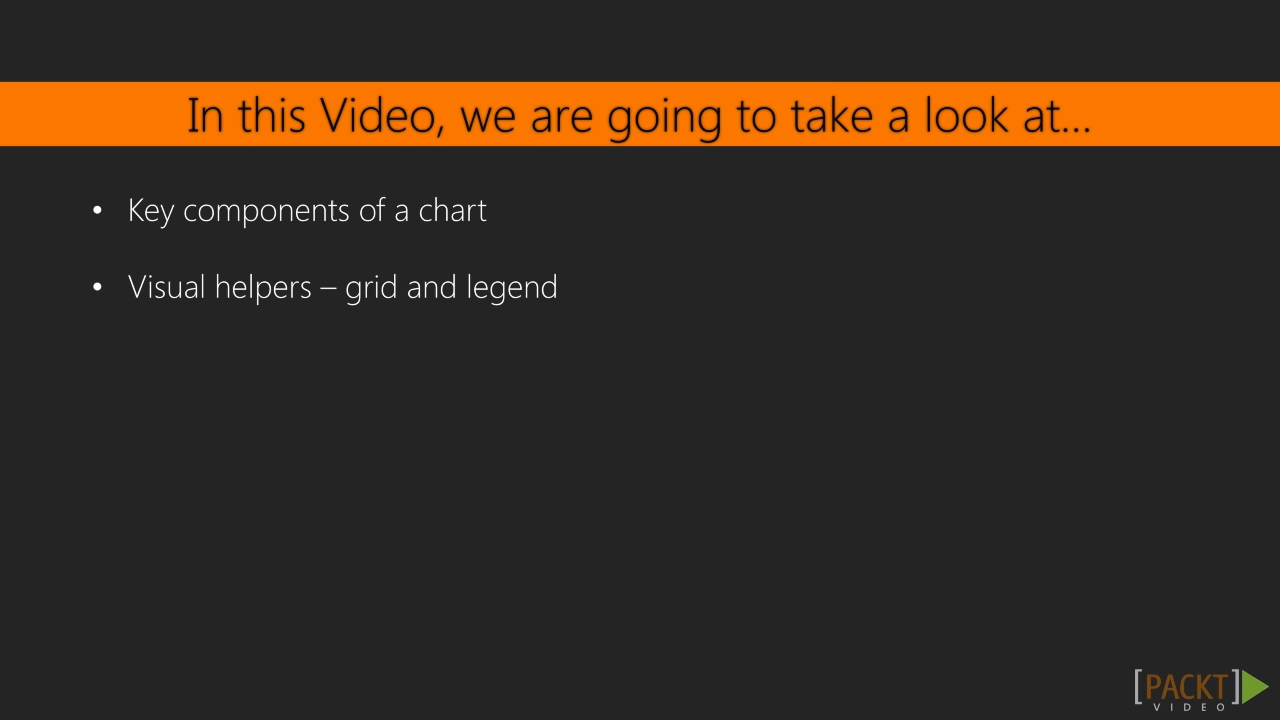 In this Video, we are going to take a look at...
• Key components of a chart
• Visual helpers – grid and legend
[PACKT]
VIDEO